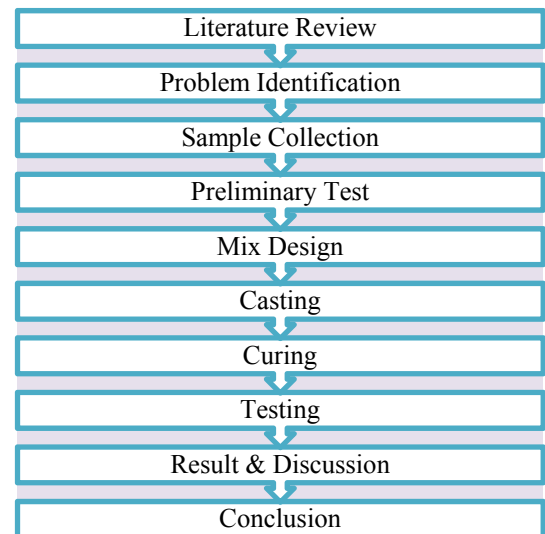 Literature Review
Problem Identification
Sample Collection
Preliminary Test
Mix Design
Casting
Curing
Testing
Result & Discussion
Conclusion